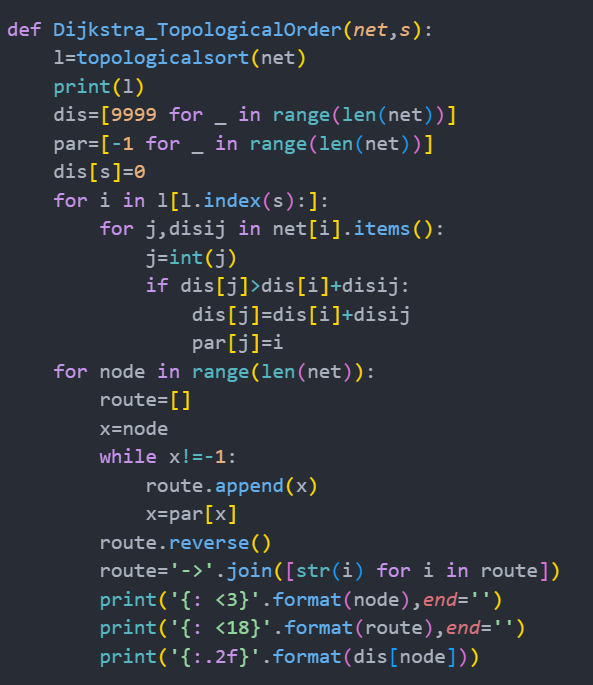 def Dijkstra_TopologicalOrder(net,s):
    l=topologicalsort(net)
    print(l)
    dis=[9999 for _ in range(len(net))]
    par=[-1 for _ in range(len(net))]
    dis[s]=0
    for i in l[l.index(s):]:
        for j,disij in net[i].items():
            j=int(j)
            if dis[j]>dis[i]+disij:
                dis[j]=dis[i]+disij
                par[j]=i
    for node in range(len(net)):
        route=[]
        x=node
        while x!=-1:
            route.append(x)
            x=par[x]
        route.reverse()
        route='->'.join([str(i) for i in route])
        print('{: <3}'.format(node),end='')
        print('{: <18}'.format(route),end='')
        print('{:.2f}'.format(dis[node]))